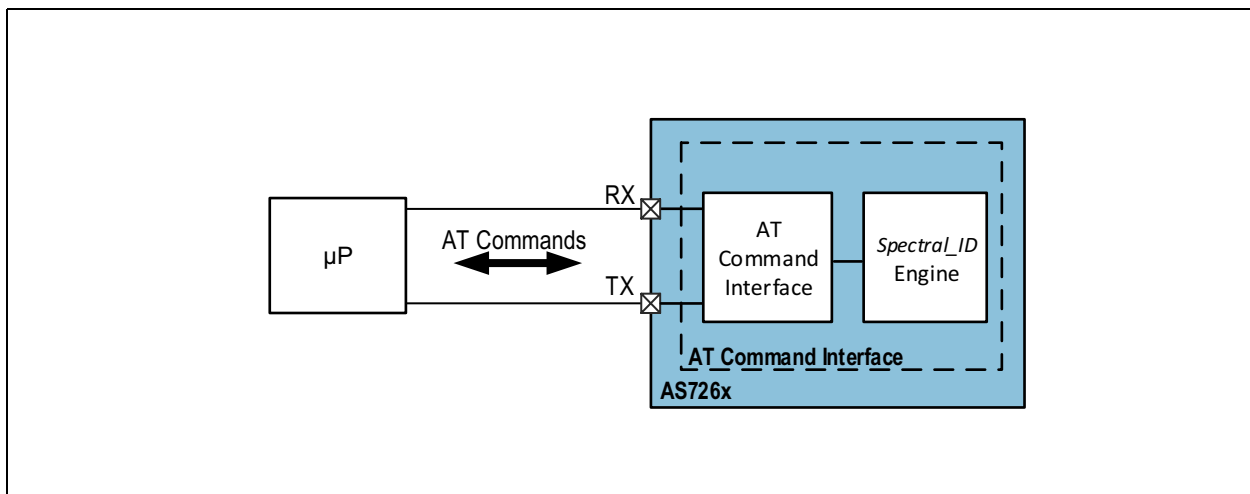 µP
AT Commands
RX
TX
AT
Command
Interface
Spectral_ID
Engine
AT Command Interface
AS726x